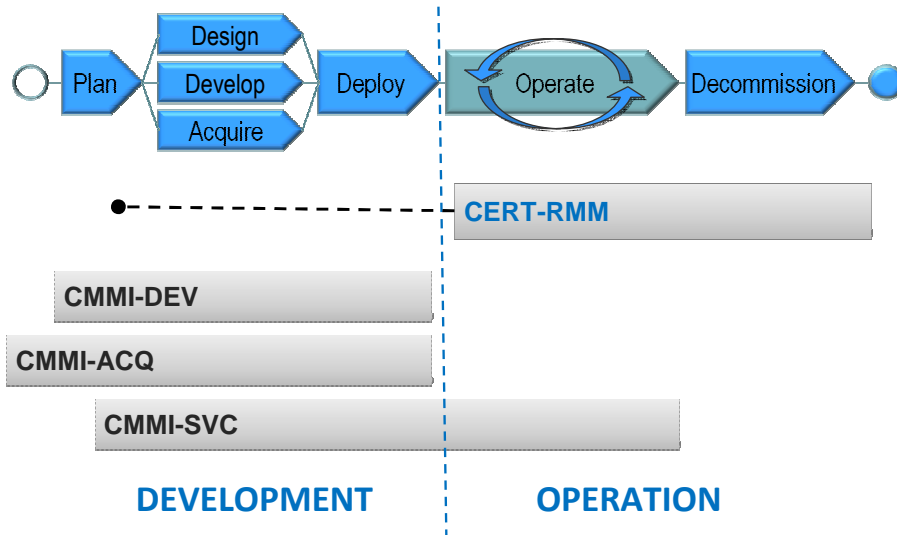 Plan
Design
Develop
Acquire
Deploy
Operate
Decommission
CERT-RMM
CMMI-DEV
CMMI-ACQ
CMMI-SVC
DEVELOPMENT
OPERATION